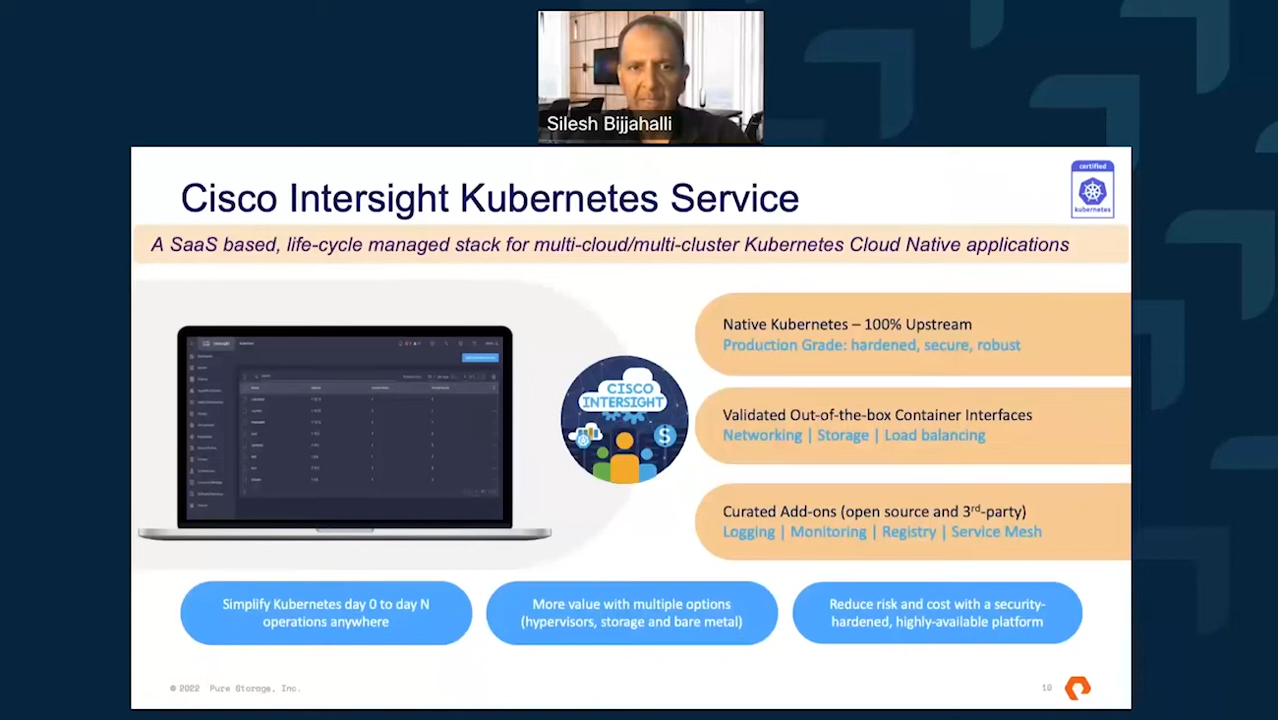 Silesh Bijjahalli
Cisco Intersight Kubernetes Service
certified
kubernetes
A SaaS based, life-cycle managed stack for multi-cloud/multi-cluster Kubernetes Cloud Native applications
Native Kubernetes – 100% Upstream
Production Grade: hardened, secure, robust
CISCO
INTERSIGHT
Validated Out-of-the-box Container Interfaces
Networking | Storage | Load balancing
Curated Add-ons (open source and 3rd-party)
Logging | Monitoring | Registry | Service Mesh
Simplify Kubernetes day 0 to day N
operations anywhere
More value with multiple options
(hypervisors, storage and bare metal)
Reduce risk and cost with a security-
hardened, highly-available platform
© 2022 Pure Storage, Inc.
10